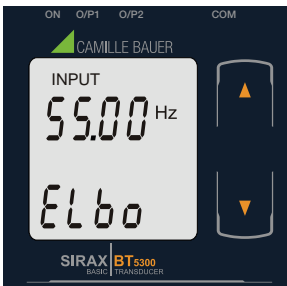 ON O/P1 O/P2 COM
CAMILLE BAUER
INPUT
55.00 Hz
ELbo
SIRAX BT5300
BASIC TRANSDUCER